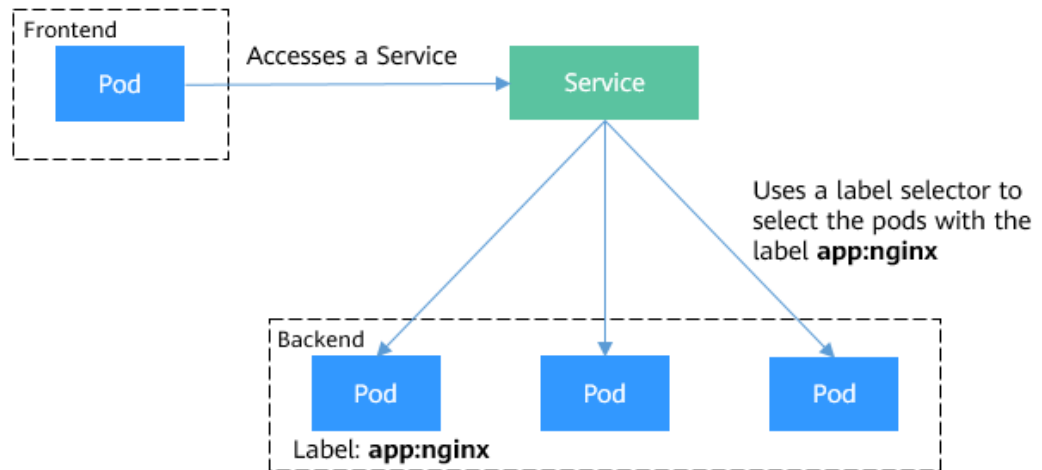 Frontend
Pod
Accesses a Service
Service
Uses a label selector to
select the pods with the
label app:nginx
Backend
Pod
Pod
Pod
Label: app:nginx